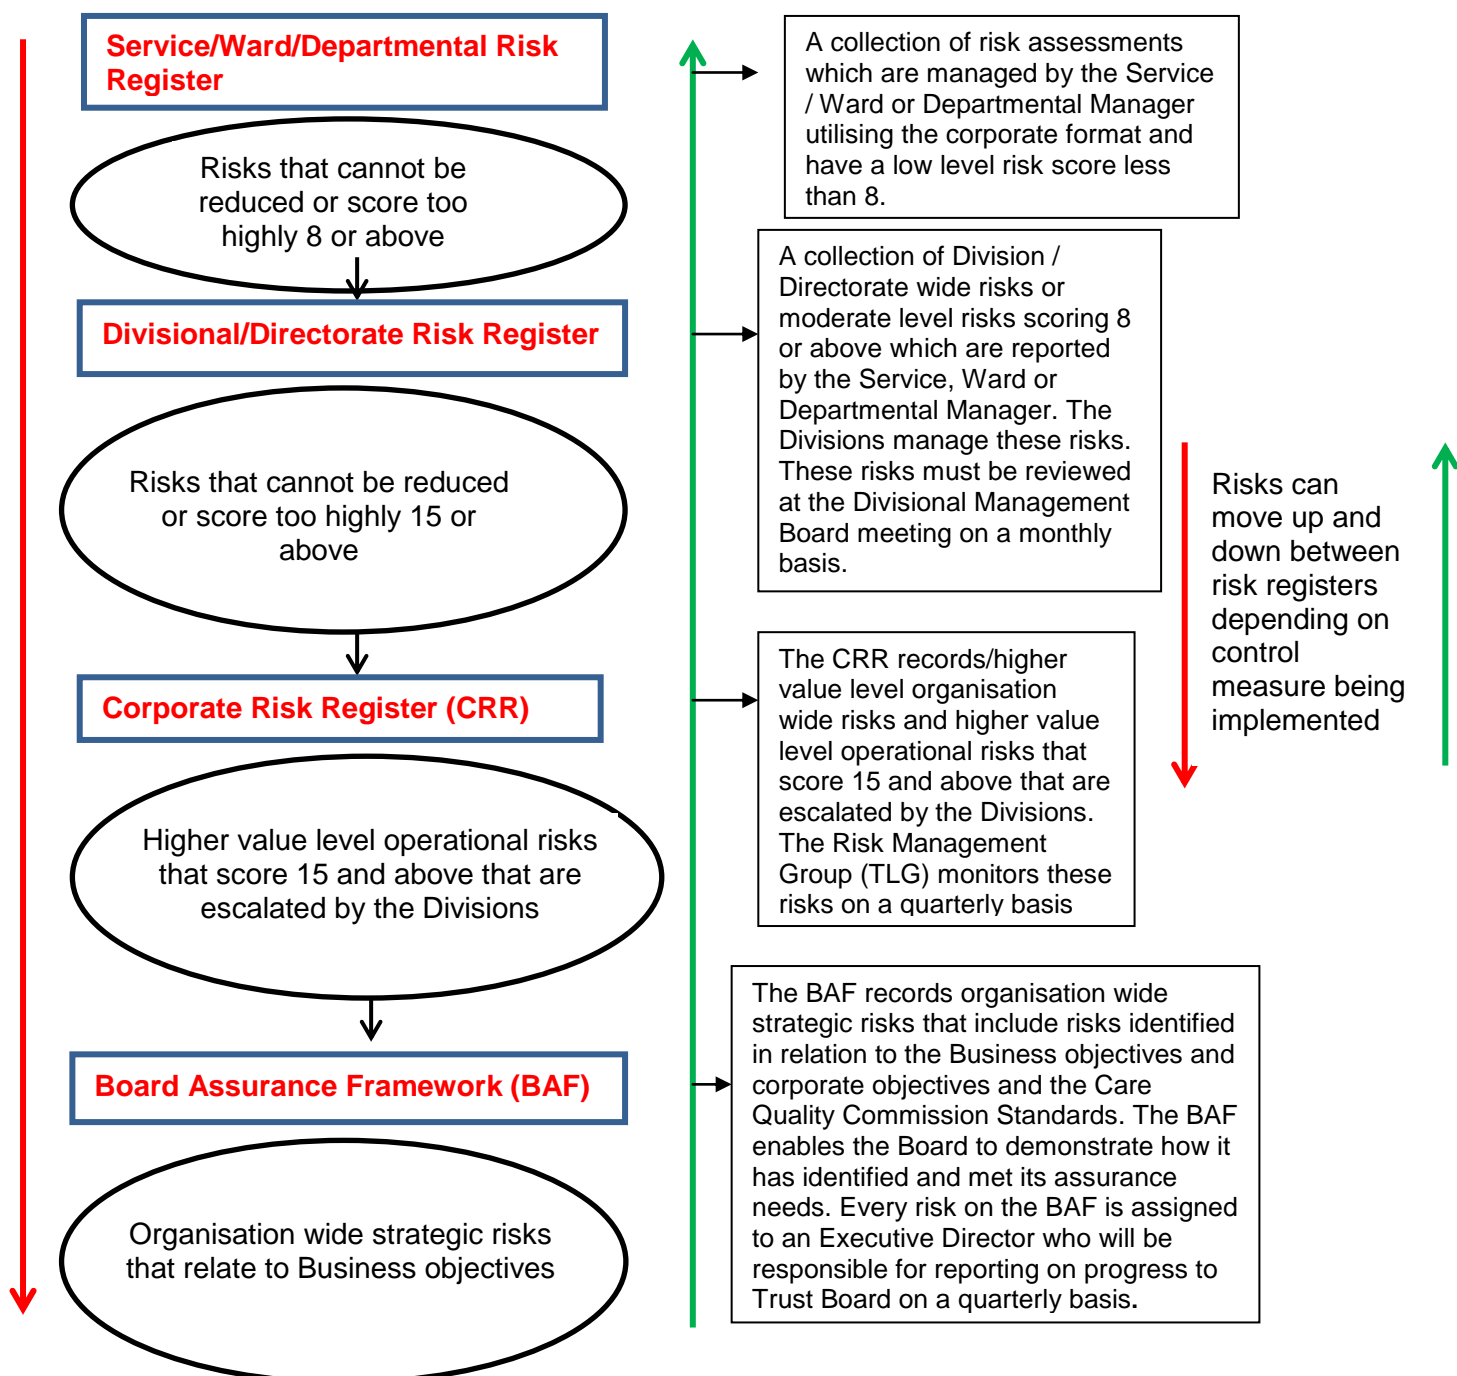 Service/Ward/Departmental Risk
Register
Risks that cannot be
reduced or score too
highly 8 or above
Divisional/Directorate Risk Register
Risks that cannot be reduced
or score too highly 15 or
above
Corporate Risk Register (CRR)
Higher value level operational risks
that score 15 and above that are
escalated by the Divisions
Board Assurance Framework (BAF)
Organisation wide strategic risks
that relate to Business objectives
A collection of risk assessments
which are managed by the Service
/ Ward or Departmental Manager
utilising the corporate format and
have a low level risk score less
than 8.
A collection of Division /
Directorate wide risks or
moderate level risks scoring 8
or above which are reported
by the Service, Ward or
Departmental Manager. The
Divisions manage these risks.
These risks must be reviewed
at the Divisional Management
Board meeting on a monthly
basis.
The CRR records/higher
value level organisation
wide risks and higher value
level operational risks that
score 15 and above that are
escalated by the Divisions.
The Risk Management
Group (TLG) monitors these
risks on a quarterly basis
The BAF records organisation wide
strategic risks that include risks identified
in relation to the Business objectives and
corporate objectives and the Care
Quality Commission Standards. The BAF
enables the Board to demonstrate how it
has identified and met its assurance
needs. Every risk on the BAF is assigned
to an Executive Director who will be
responsible for reporting on progress to
Trust Board on a quarterly basis.
Risks can
move up and
down between
risk registers
depending on
control
measure being
implemented